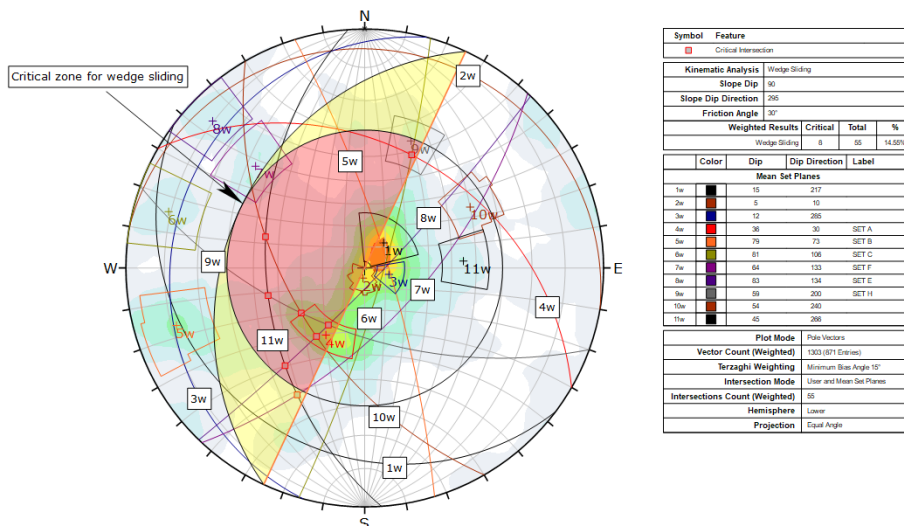 N
Critical zone for wedge sliding
2w
8w
9w
5w
w
6w
10w
8w
1w
9w
11w
W
E
2w
3w
7w
4w
6w
5w
4w
11w
3w
10w
1w
S
Symbol Feature
Critical Intersection
Kinematic Analysis Wedge Sliding
Slope Dip 90
Slope Dip Direction 295
Friction Angle 30°
Weighted Results Critical Total %
Wedge Sliding 8 55 14.55%
Color Dip Dip Direction Label
Mean Set Planes
1w 15 217
2w 5 10
3w 12 285
4w 36 30 SET A
5w 79 73 SET B
6w 81 106 SET C
7w 64 133 SET F
8w 83 134 SET E
9w 59 200 SET H
10w 54 240
11w 45 266
Plot Mode Pole Vectors
Vector Count (Weighted) 1303 (871 Entries)
Terzaghi Weighting Minimum Bias Angle 15°
Intersection Mode User and Mean Set Planes
Intersections Count (Weighted) 55
Hemisphere Lower
Projection Equal Angle